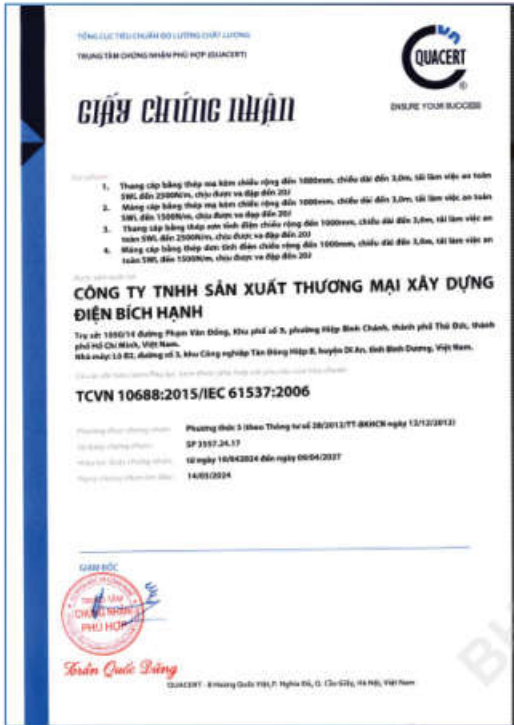 TỔNG CỤC TIÊU CHUẨN ĐO LƯỜNG CHẤT LƯỢNG
TRUNG TÂM CHỨNG NHẬN PHÙ HỢP (QUACERT)
QUACERT
®
ENSURE YOUR SUCCESS
GIẤY CHỨNG NHẬN
1. Thang cáp bằng thép mạ kẽm chiều rộng đến 1000mm, chiều dài đến 3,0m, tải làm việc an toàn
SWL đến 2500N/m, chịu được va đập đến 20J
2. Máng cáp bằng thép mạ kẽm chiều rộng đến 1000mm, chiều dài đến 3,0m, tải làm việc an toàn
SWL đến 1500N/m, chịu được va đập đến 20J
3. Thang cáp bằng thép sơn tĩnh điện chiều rộng đến 1000mm, chiều dài đến 3,0m, tải làm việc an
toàn SWL đến 2500N/m, chịu được va đập đến 20J
4. Máng cáp bằng thép sơn tĩnh điện chiều rộng đến 1000mm, chiều dài đến 3,0m, tải làm việc an
toàn SWL đến 1500N/m, chịu được va đập đến 20J
CÔNG TY TNHH SẢN XUẤT THƯƠNG MẠI XÂY DỰNG
ĐIỆN BÍCH HẠNH
Trụ sở: 1050/14 đường Phạm Văn Đồng, Khu phố số 9, phường Hiệp Bình Chánh, thành phố Thủ Đức, thành
phố Hồ Chí Minh, Việt Nam.
Nhà máy: Lô B2, đường số 3, khu Công nghiệp Tân Đông Hiệp B, huyện Dĩ An, tỉnh Bình Dương, Việt Nam.
TCVN 10688:2015/IEC 61537:2006
Phương thức chứng nhận: Phương thức 5 (theo Thông tư số 28/2012/TT-BKHCN ngày 12/12/2012)
SP 3557.24.17
từ ngày 10/042024 đến ngày 09/04/2027
14/05/2024
GIÁM ĐỐC
TRUNG TÂM
CHỨNG NHẬN
PHÙ HỢP
Trần Quốc Dũng
QUACERT - 8 Hoàng Quốc Việt, P. Nghĩa Đô, Q. Cầu Giấy, Hà Nội, Việt Nam